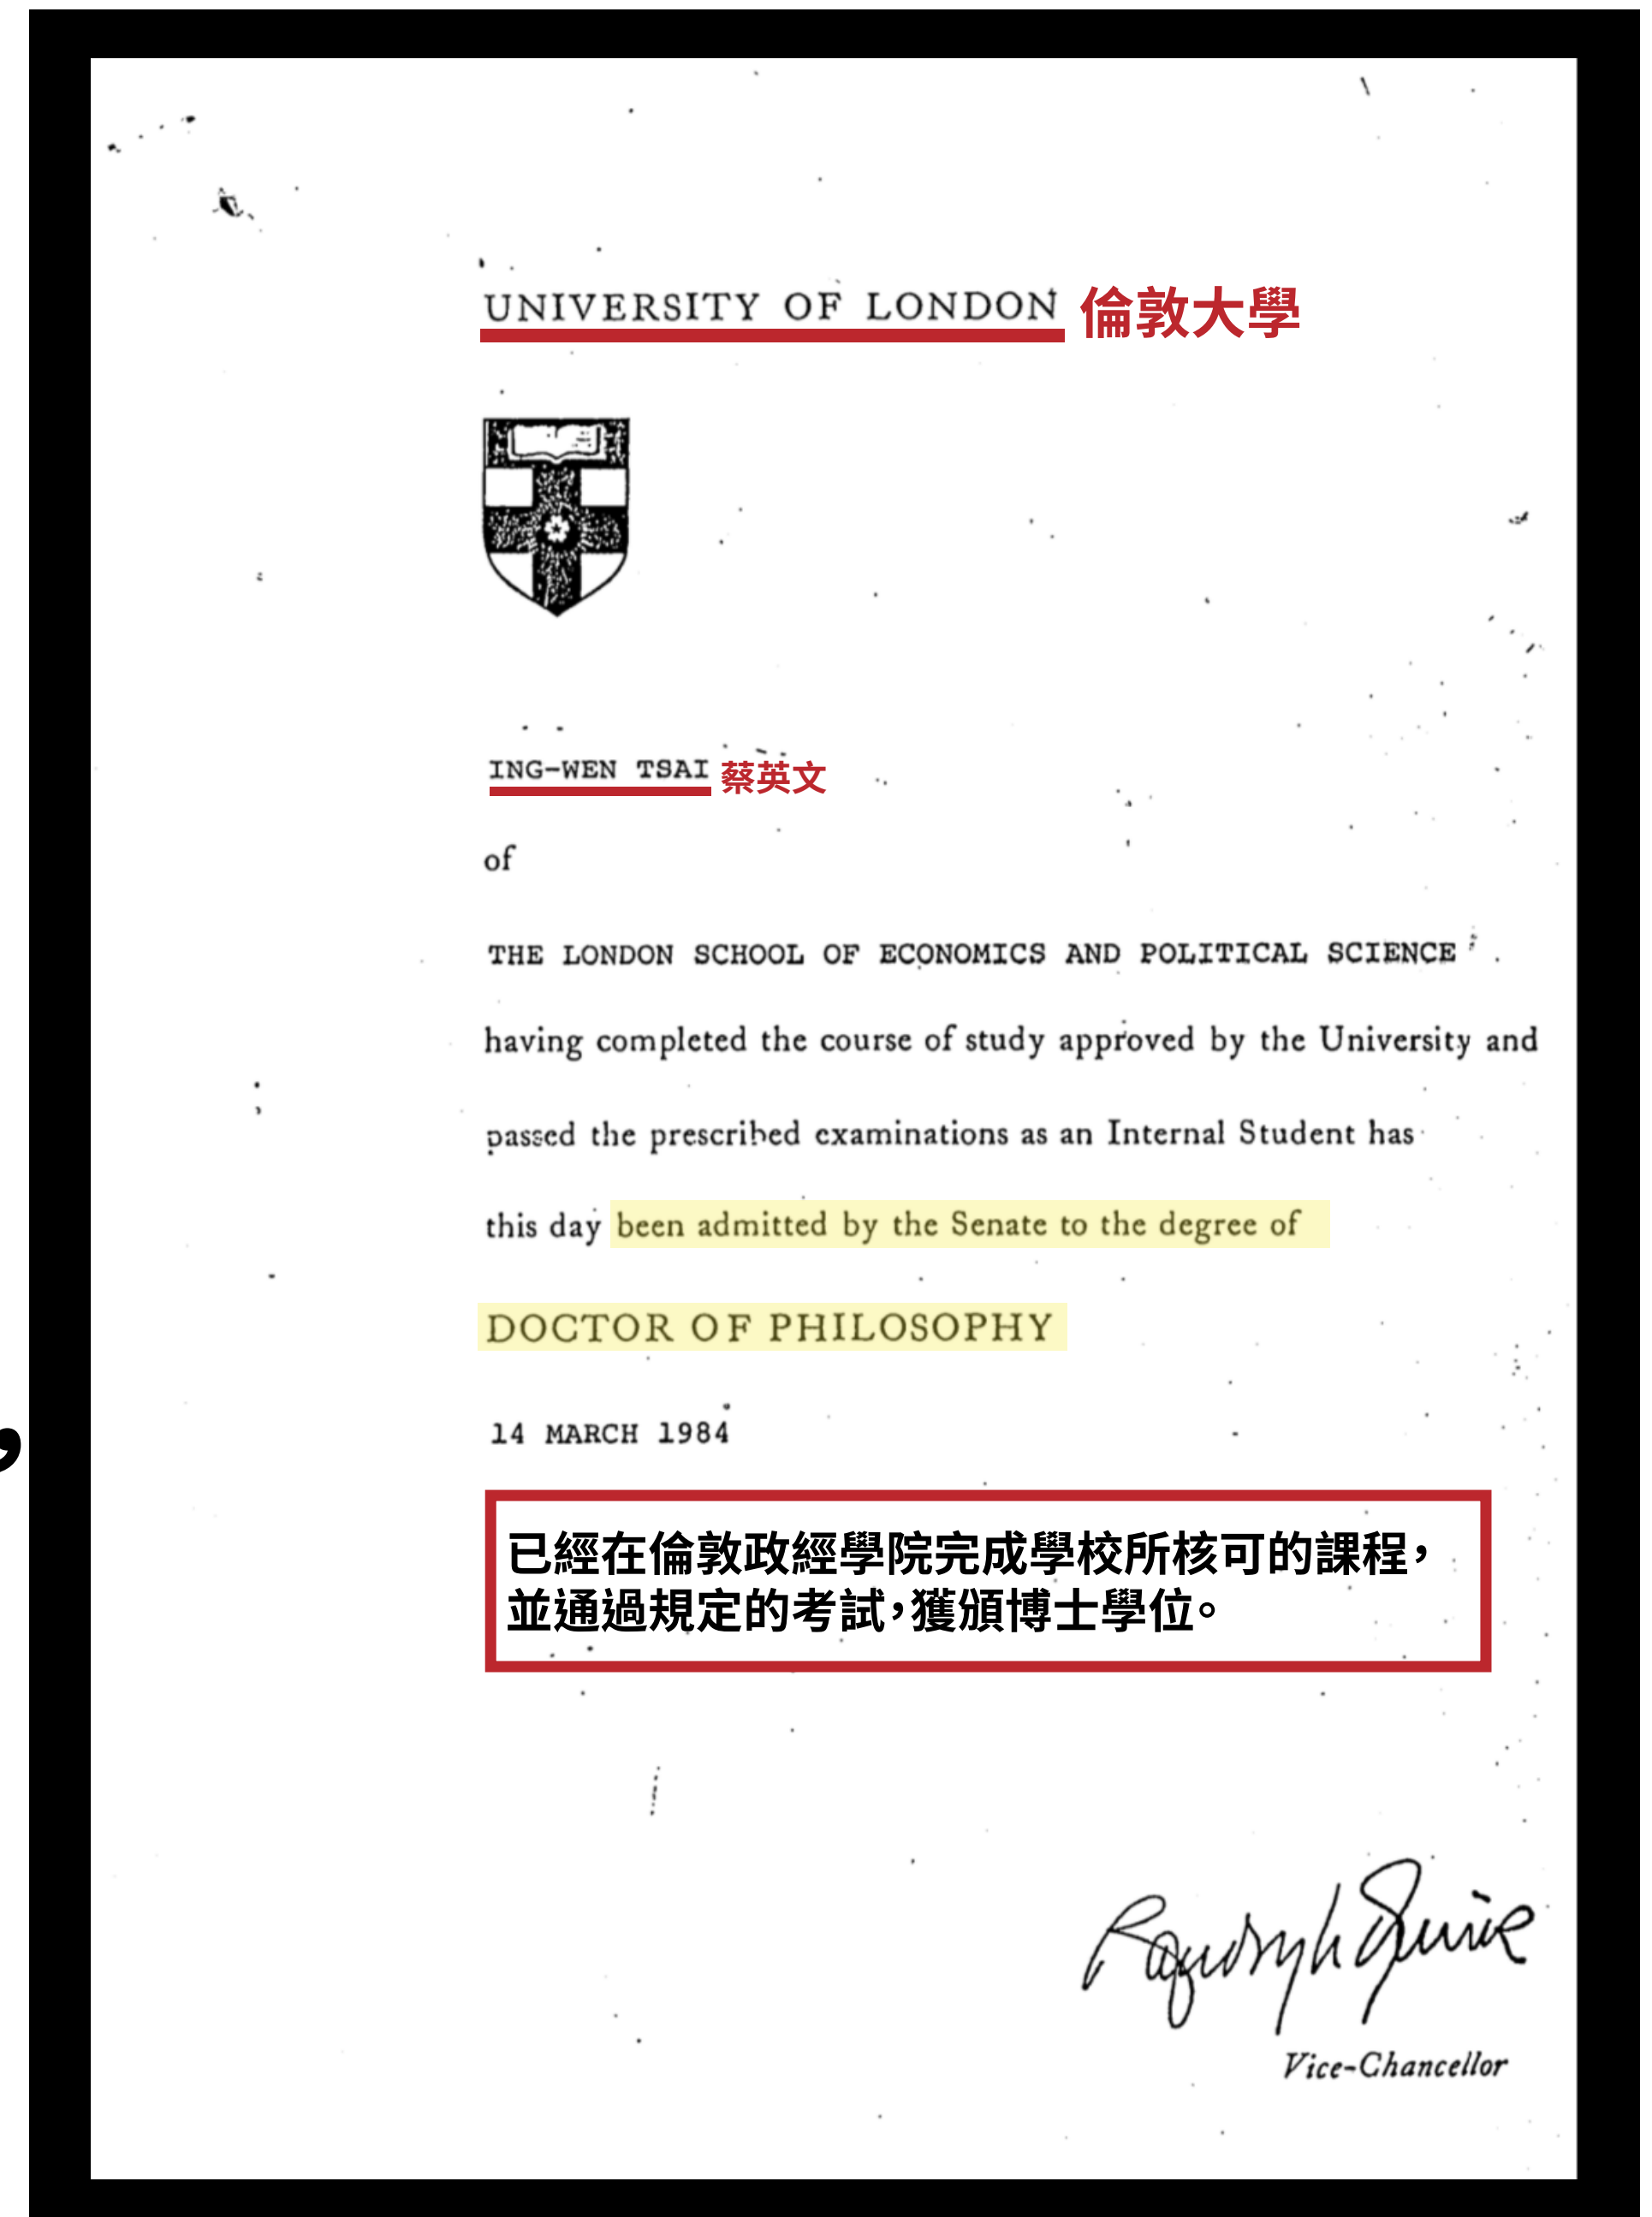 UNIVERSITY OF LONDON 倫敦大學
ING-WEN TSAI 蔡英文
of
THE LONDON SCHOOL OF ECONOMICS AND POLITICAL SCIENCE
having completed the course of study approved by the University and
passed the prescribed examinations as an Internal Student has
this day been admitted by the Senate to the degree of
DOCTOR OF PHILOSOPHY
14 MARCH 1984
已經在倫敦政經學院完成學校所核可的課程，
並通過規定的考試，獲頒博士學位。
Randolph Quirk
Vice-Chancellor